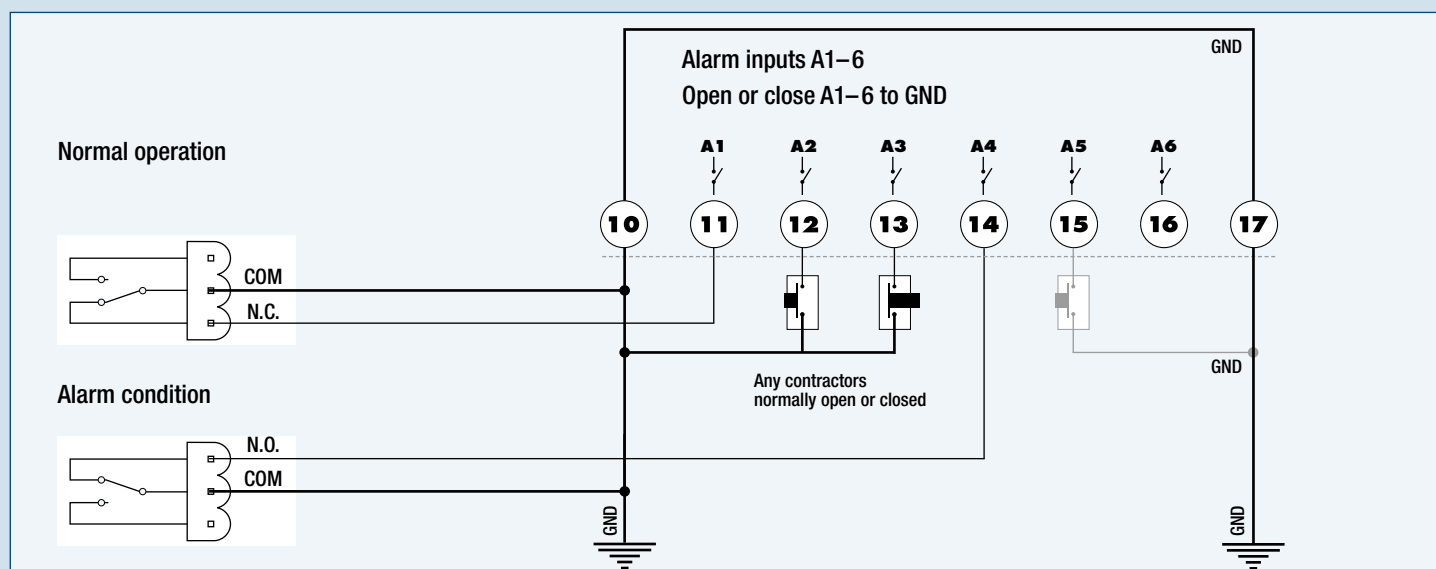 GND
Alarm inputs A1–6
Open or close A1–6 to GND
Normal operation
A1 A2 A3 A4 A5 A6
10 11 12 13 14 15 16 17
COM
N.C.
GND
Any contractors
normally open or closed
Alarm condition
N.O.
COM
GND
GND